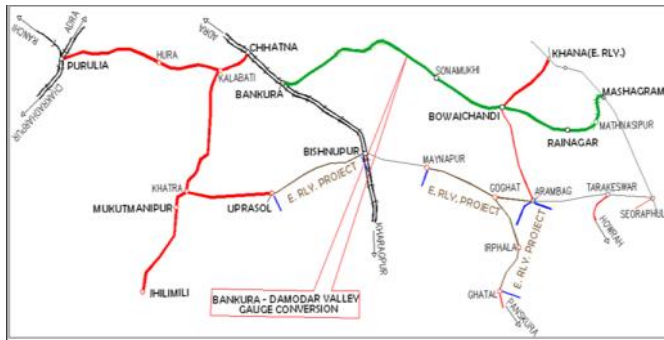 RANCHI
ADRA
PURULIA
CHAKRADHARPUR
HURA
KALABATI
ADRA
CHHATNA
BANKURA
SONAMUKHI
KHANA(E. RLY.)
MASHAGRAM
BOWAICHANDI
MATHNASIPUR
RAINAGAR
BISHNUPUR
MAYNAPUR
KHATRA
MUKUTMANIPUR
UPRASOL
E. RLY. PROJECT
E. RLY. PROJECT
GOGHAT
ARAMBAG
TARAKESWAR
SEORAPHUL
HOWRAH
KHARAGPUR
IRPHALA
E. RLY. PROJECT
JHILIMILI
BANKURA - DAMODAR VALLEY
GAUGE CONVERSION
GHATAL
PANSKURA